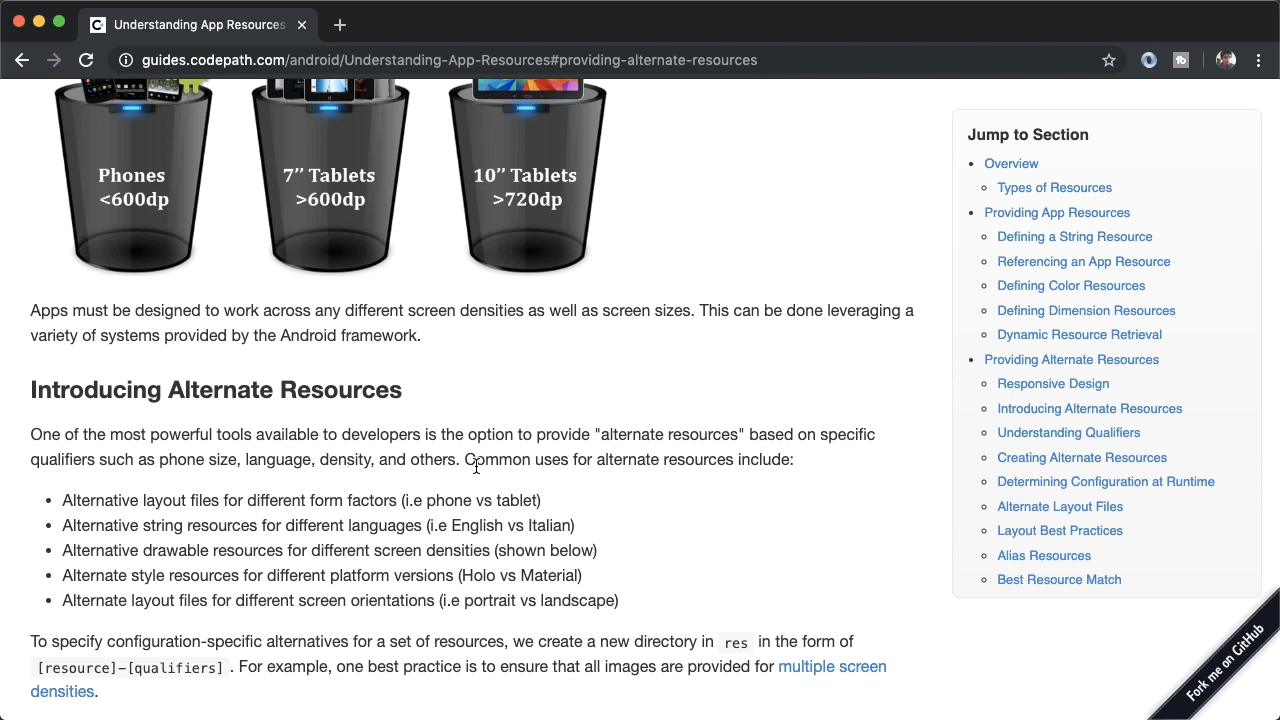 Understanding App Resources
guides.codepath.com/android/Understanding-App-Resources#providing-alternate-resources
Phones
<600dp
7″ Tablets
>600dp
10″ Tablets
>720dp
Apps must be designed to work across any different screen densities as well as screen sizes. This can be done leveraging a
variety of systems provided by the Android framework.
Introducing Alternate Resources
One of the most powerful tools available to developers is the option to provide "alternate resources" based on specific
qualifiers such as phone size, language, density, and others. Common uses for alternate resources include:
• Alternative layout files for different form factors (i.e phone vs tablet)
• Alternative string resources for different languages (i.e English vs Italian)
• Alternative drawable resources for different screen densities (shown below)
• Alternate style resources for different platform versions (Holo vs Material)
• Alternate layout files for different screen orientations (i.e portrait vs landscape)
To specify configuration-specific alternatives for a set of resources, we create a new directory in res in the form of
[resource]-[qualifiers] . For example, one best practice is to ensure that all images are provided for multiple screen
densities.
Jump to Section
• Overview
Types of Resources
• Providing App Resources
Defining a String Resource
Referencing an App Resource
Defining Color Resources
Defining Dimension Resources
Dynamic Resource Retrieval
• Providing Alternate Resources
Responsive Design
Introducing Alternate Resources
Understanding Qualifiers
Creating Alternate Resources
Determining Configuration at Runtime
Alternate Layout Files
Layout Best Practices
Alias Resources
Best Resource Match
Fork me on GitHub